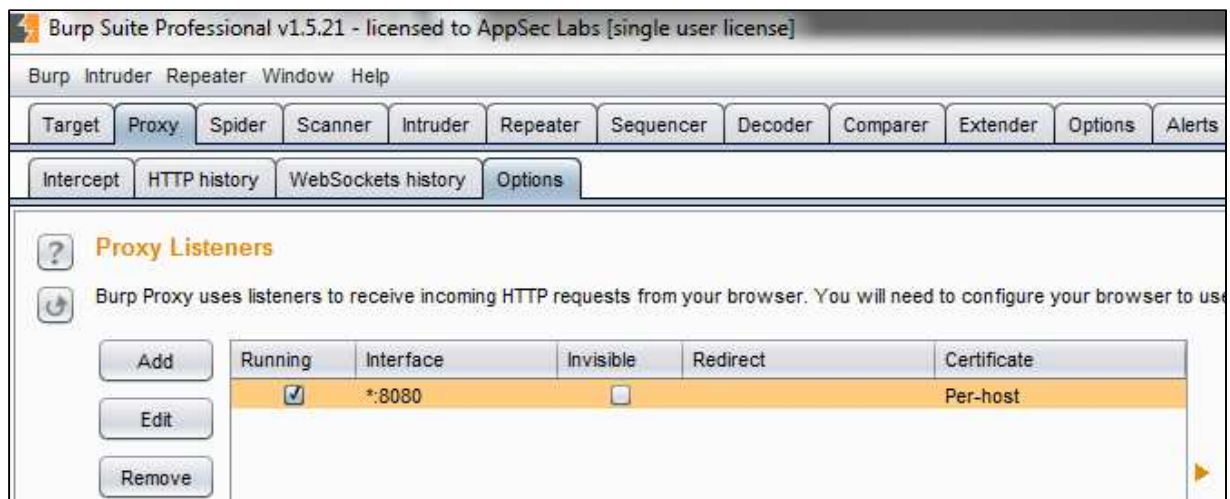 Burp Suite Professional v1.5.21 - licensed to AppSec Labs [single user license]
Burp Intruder Repeater Window Help
Target Proxy Spider Scanner Intruder Repeater Sequencer Decoder Comparer Extender Options Alerts
Intercept HTTP history WebSockets history Options
? Proxy Listeners
Burp Proxy uses listeners to receive incoming HTTP requests from your browser. You will need to configure your browser to use
Add Running Interface Invisible Redirect Certificate
*:8080 Per-host
Edit
Remove